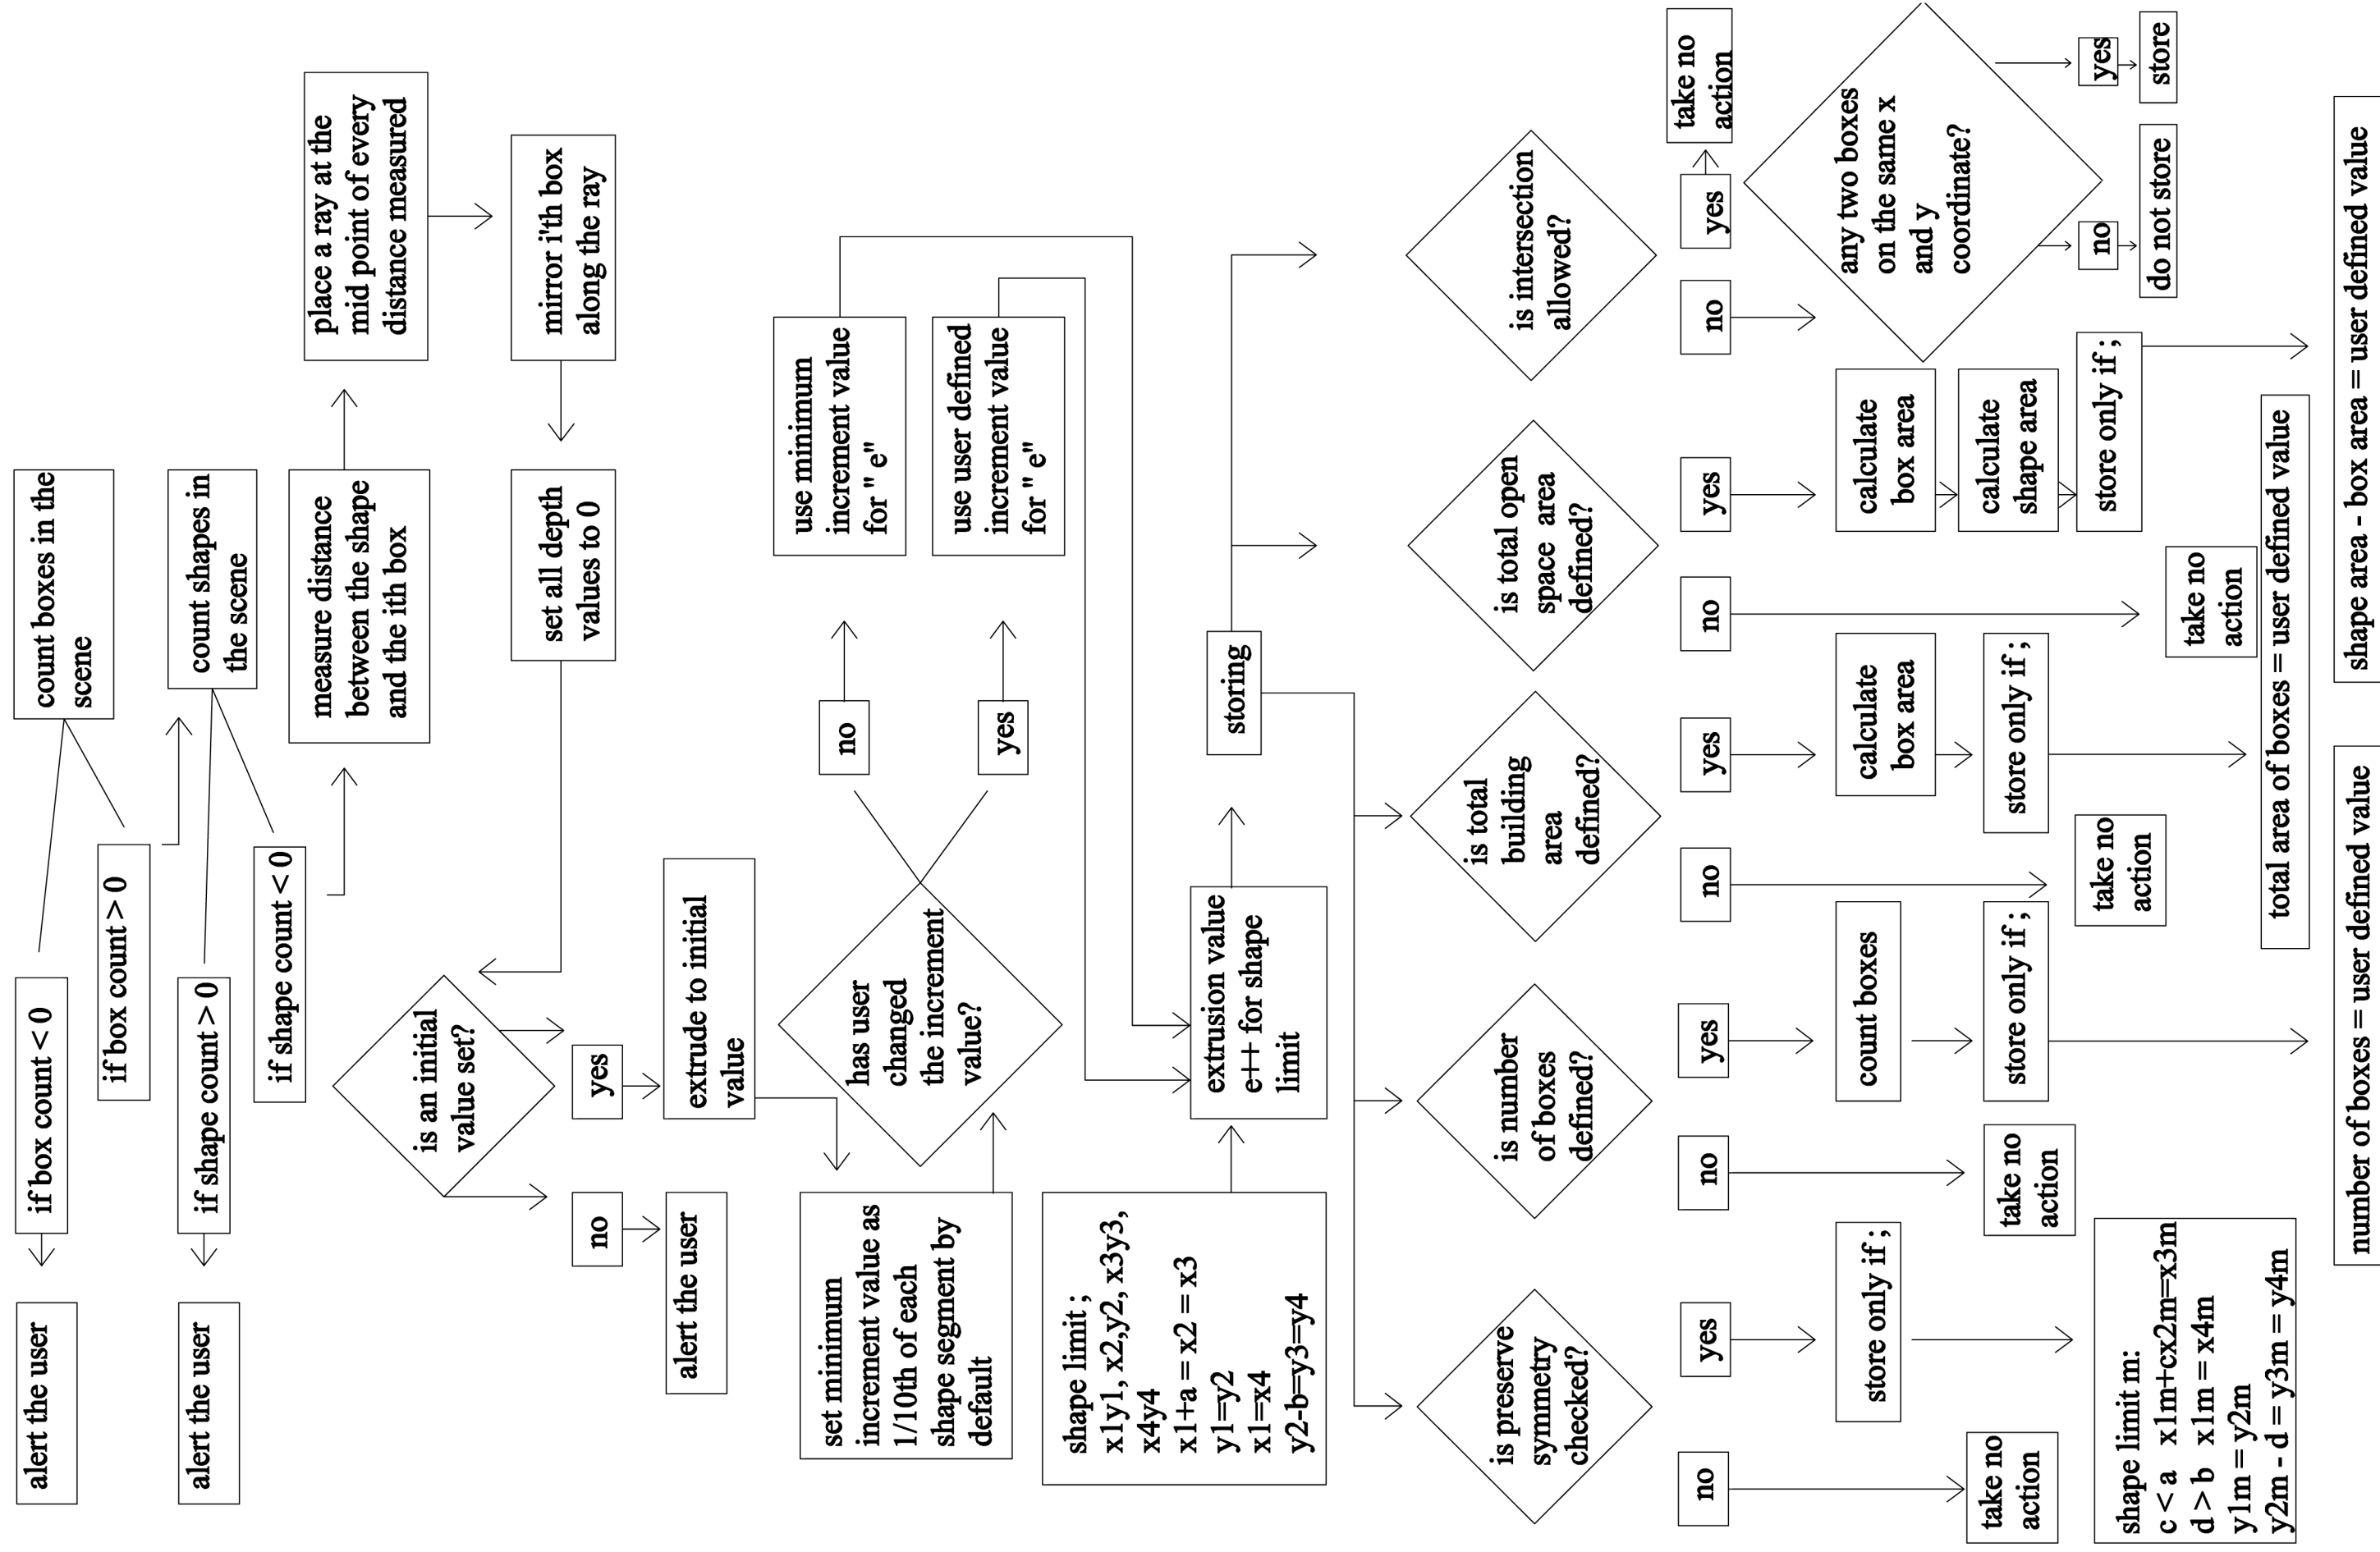 alert the user
if box count < 0
count boxes in the
scene
if box count > 0
alert the user
if shape count > 0
count shapes in
the scene
if shape count < 0
measure distance
between the shape
and the ith box
place a ray at the
mid point of every
distance measured
mirror i'th box
along the ray
set all depth
values to 0
is an initial
value set?
no
yes
alert the user
extrude to initial
value
set minimum
increment value as
1/10th of each
shape segment by
default
has user
changed
the increment
value?
no
yes
use minimum
increment value
for " e"
use user defined
increment value
for " e"
shape limit ;
x1y1, x2,y2, x3y3,
x4y4
x1+a = x2 = x3
y1=y2
x1=x4
y2-b=y3=y4
extrusion value
e++ for shape
limit
storing
is preserve
symmetry
checked?
is number
of boxes
defined?
is total
building
area
defined?
is total open
space area
defined?
is intersection
allowed?
no
yes
no
yes
no
yes
no
yes
no
yes
take no
action
take no
action
store only if ;
shape limit m:
c < a x1m+cx2m=x3m
d > b x1m = x4m
y1m = y2m
y2m - d = y3m = y4m
take no
action
count boxes
store only if ;
number of boxes = user defined value
take no
action
calculate
box area
store only if ;
total area of boxes = user defined value
take no
action
calculate
box area
calculate
shape area
store only if ;
shape area - box area = user defined value
any two boxes
on the same x
and y
coordinate?
no
yes
do not store
store